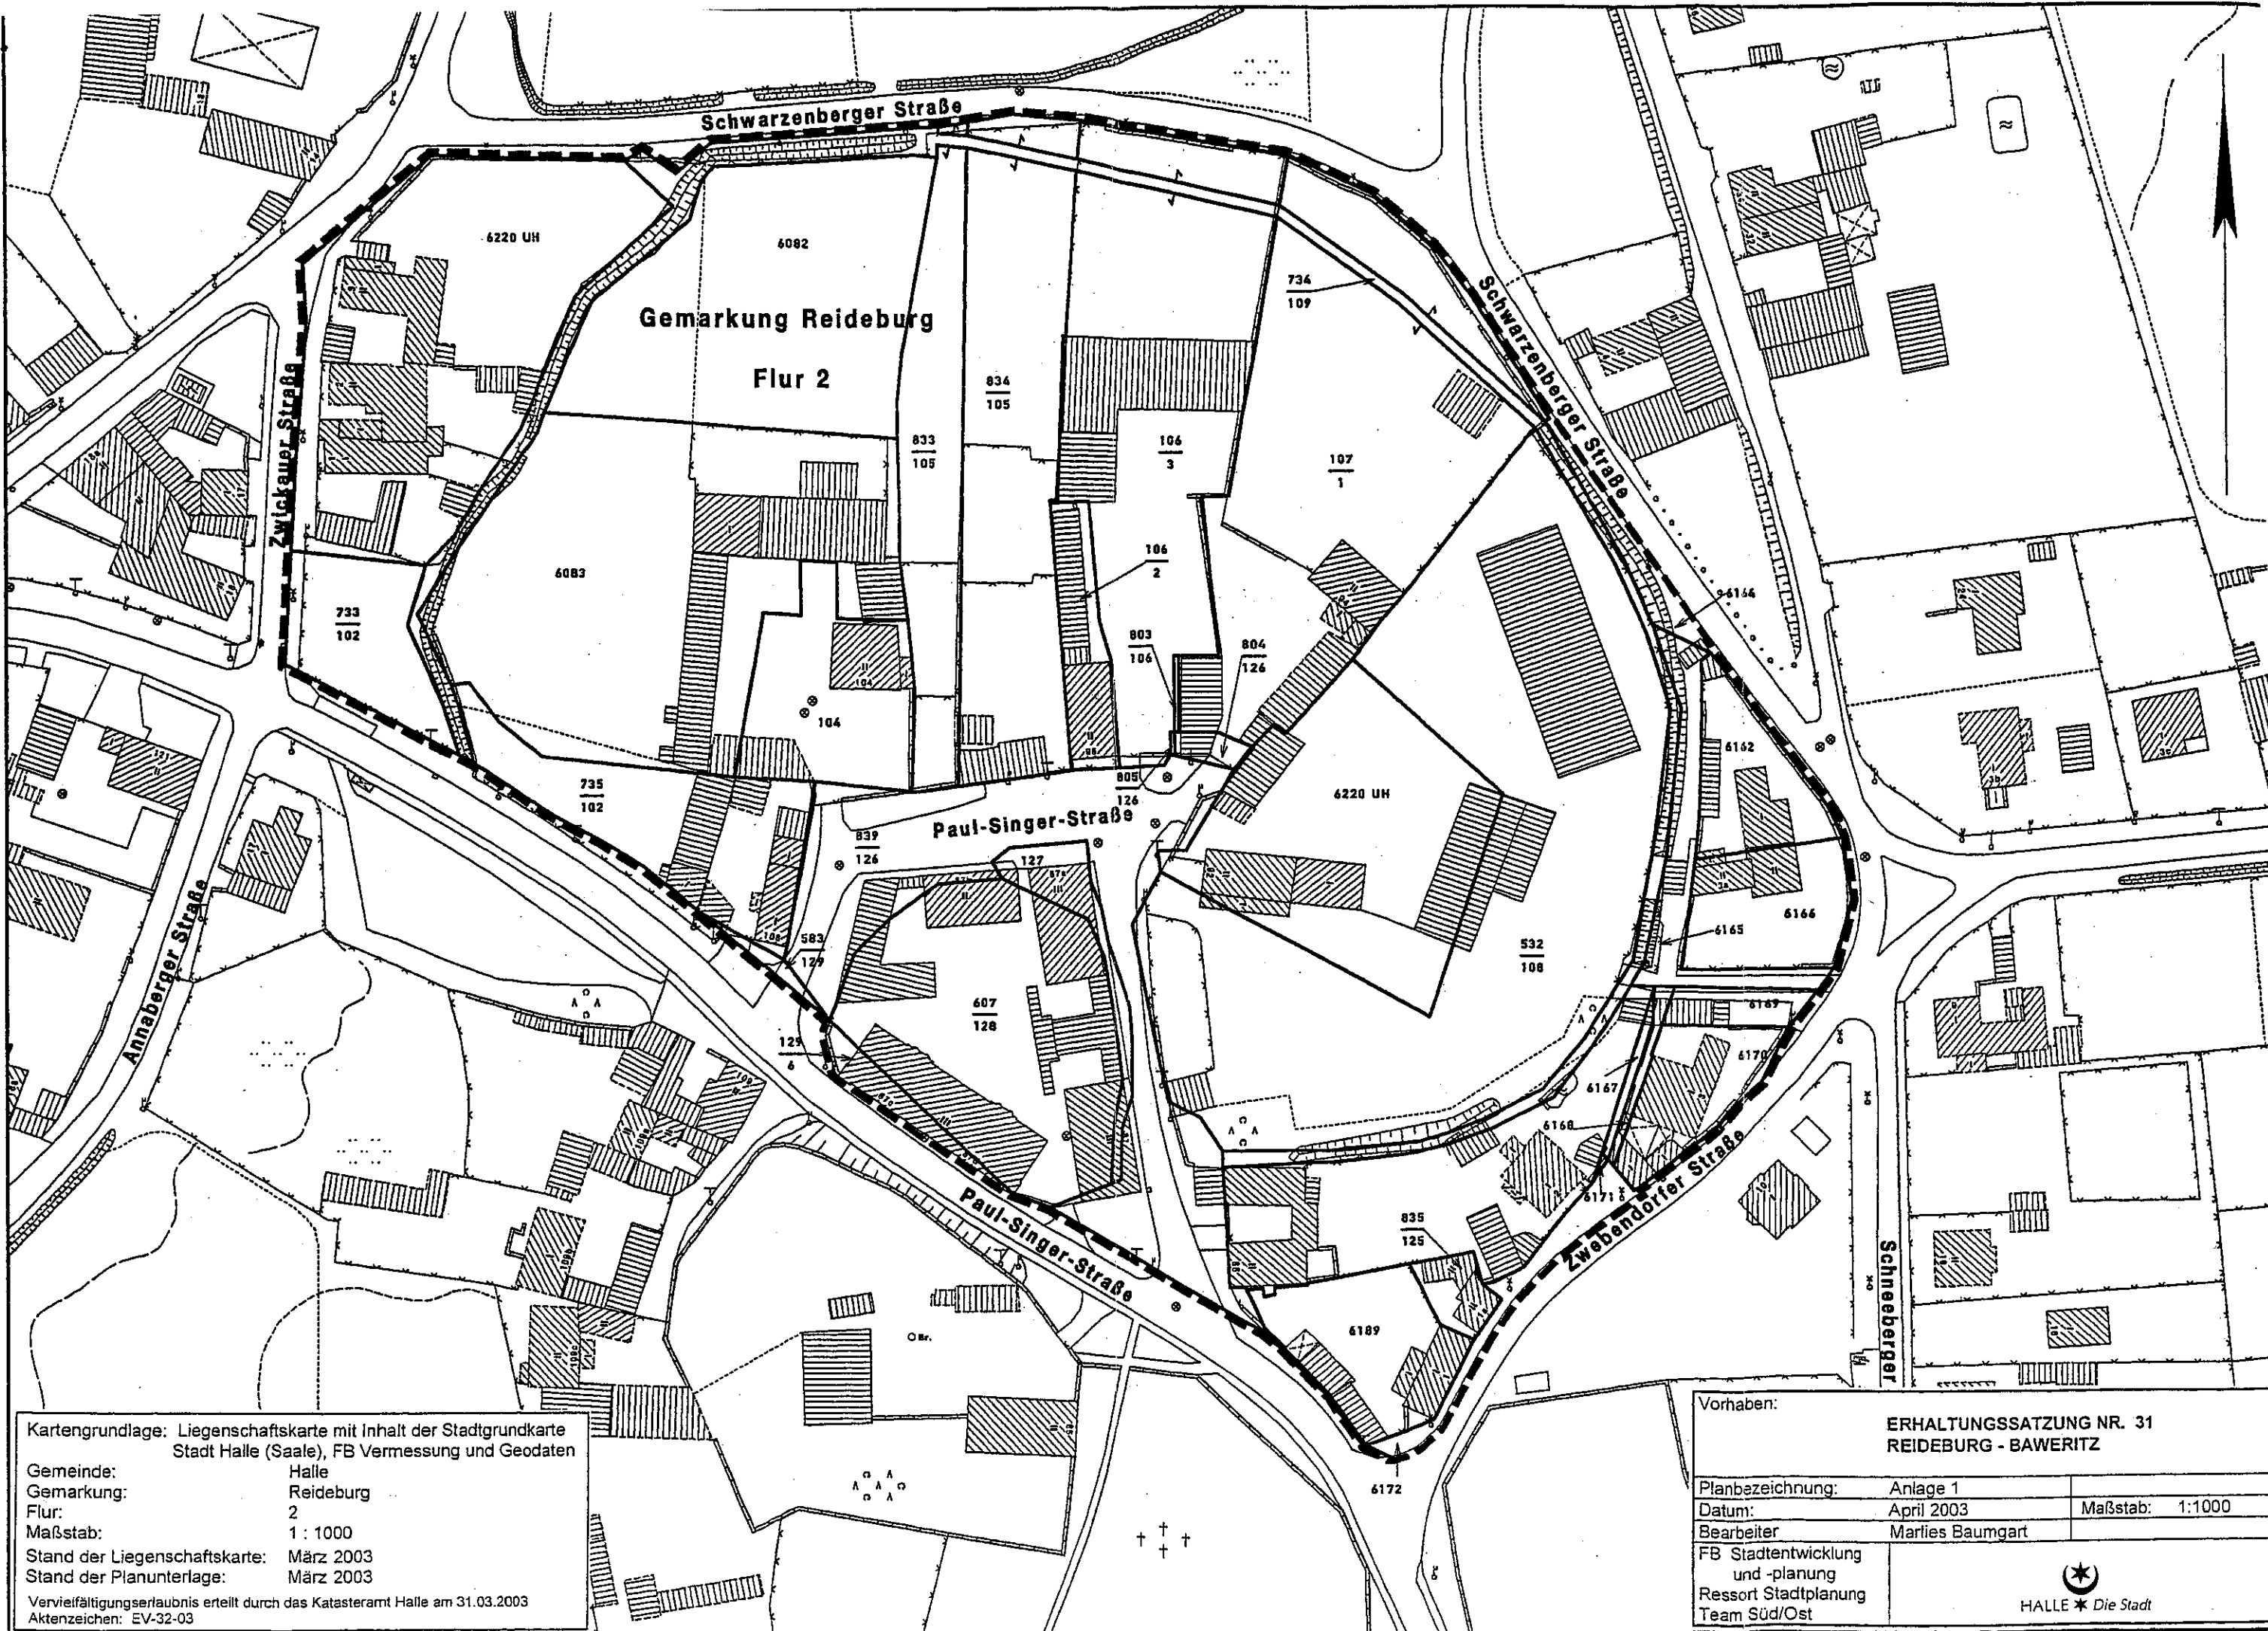 Schwarzenberger Straße
6220 UH
6082
Gemarkung Reideburg
Flur 2
734
109
Schwarzenberger Straße
Zwickauer Straße
834
105
833
105
106
3
107
1
6083
106
2
733
102
803
106
804
126
6164
104
104
6162
735
102
805
126
6220 UH
Paul-Singer-Straße
839
126
127
6166
6165
583
129
532
108
607
128
6169
129
6
6170
6167
6168
6171
Annaberger Straße
Paul-Singer-Straße
835
125
Zwebendorfer Straße
6189
6172
Schneeberger
Br.
Kartengrundlage: Liegenschaftskarte mit Inhalt der Stadtgrundkarte
Stadt Halle (Saale), FB Vermessung und Geodaten
Gemeinde: Halle
Gemarkung: Reideburg
Flur: 2
Maßstab: 1 : 1000
Stand der Liegenschaftskarte: März 2003
Stand der Planunterlage: März 2003
Vervielfältigungserlaubnis erteilt durch das Katasteramt Halle am 31.03.2003
Aktenzeichen: EV-32-03
Vorhaben:
ERHALTUNGSSATZUNG NR. 31
REIDEBURG - BAWERITZ
Planbezeichnung: Anlage 1
Datum: April 2003 Maßstab: 1:1000
Bearbeiter Marlies Baumgart
FB Stadtentwicklung
und -planung
Ressort Stadtplanung
Team Süd/Ost
HALLE Die Stadt